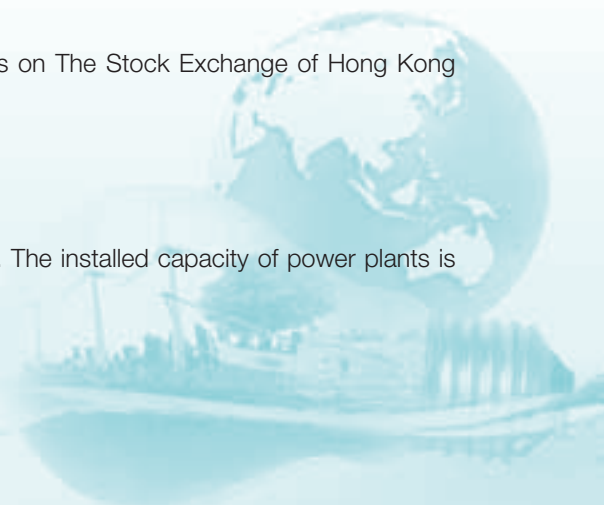 s on The Stock Exchange of Hong Kong
. The installed capacity of power plants is